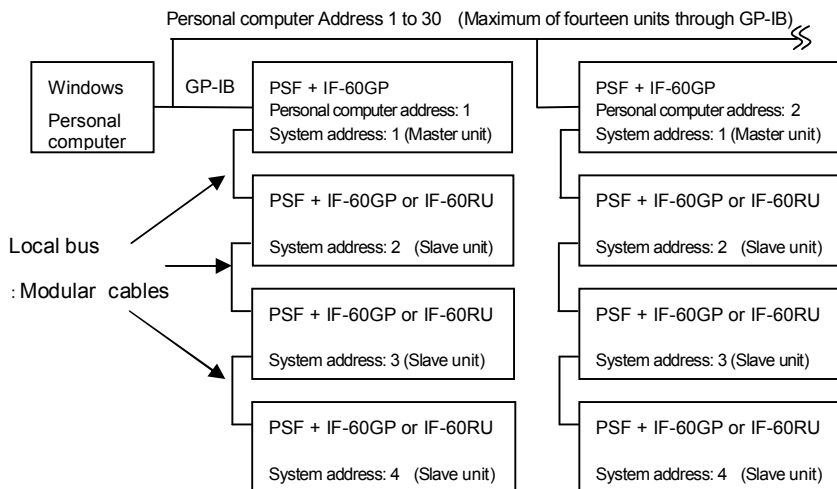 Personal computer Address 1 to 30 (Maximum of fourteen units through GP-IB)
Windows
Personal
computer
GP-IB
PSF + IF-60GP
Personal computer address: 1
System address: 1 (Master unit)
PSF + IF-60GP
Personal computer address: 2
System address: 1 (Master unit)
PSF + IF-60GP or IF-60RU
System address: 2 (Slave unit)
PSF + IF-60GP or IF-60RU
System address: 2 (Slave unit)
Local bus
: Modular cables
PSF + IF-60GP or IF-60RU
System address: 3 (Slave unit)
PSF + IF-60GP or IF-60RU
System address: 3 (Slave unit)
PSF + IF-60GP or IF-60RU
System address: 4 (Slave unit)
PSF + IF-60GP or IF-60RU
System address: 4 (Slave unit)